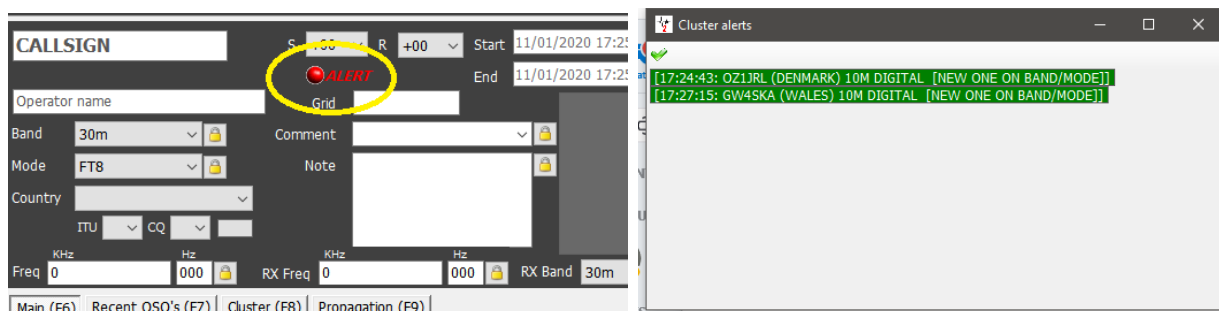 CALLSIGN
S +00 R +00 Start 11/01/2020 17:25
ALERT
End 11/01/2020 17:25
Operator name
Grid
Band 30m
Comment
Mode FT8
Note
Country
ITU CQ
KHz Hz KHz Hz
Freq 0 000 RX Freq 0 000 RX Band 30m
Main (F6) Recent QSO's (F7) Cluster (F8) Propagation (F9)
Cluster alerts
[17:24:43: OZ1JRL (DENMARK) 10M DIGITAL [NEW ONE ON BAND/MODE]]
[17:27:15: GW4SKA (WALES) 10M DIGITAL [NEW ONE ON BAND/MODE]]